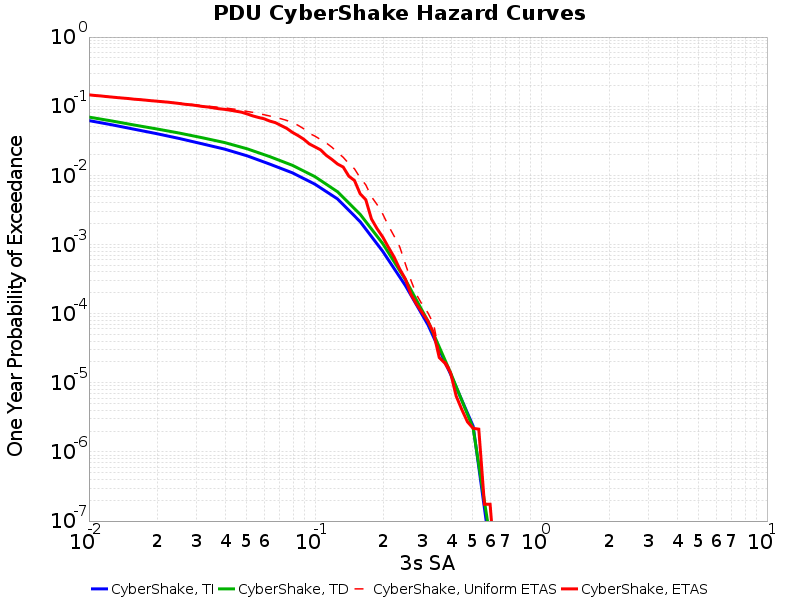 PDU CyberShake Hazard Curves
One Year Probability of Exceedance
10^0
10^-1
10^-2
10^-3
10^-4
10^-5
10^-6
10^-7
10^-2 2 3 4 5 6 10^-1 2 3 4 5 6 7 10^0 2 3 4 5 6 7 10^1
3s SA
CyberShake, TI CyberShake, TD CyberShake, Uniform ETAS CyberShake, ETAS